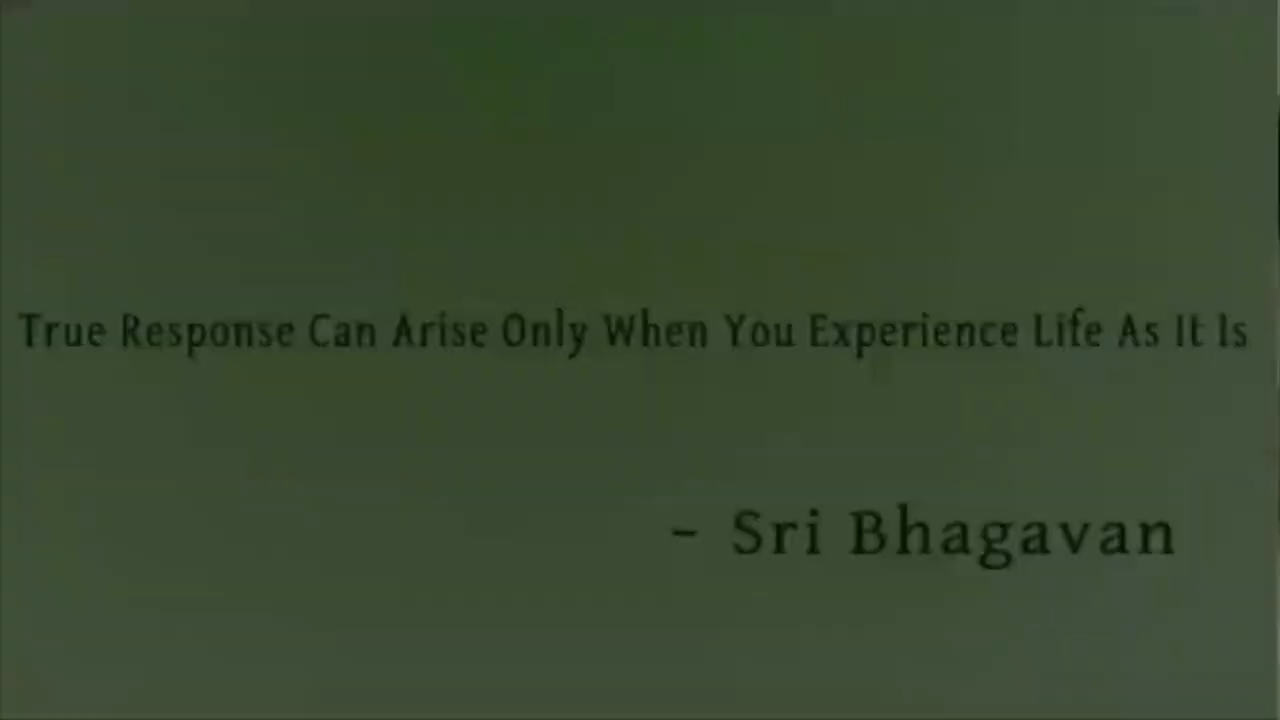 True Response Can Arise Only When You Experience Life As It Is
- Sri Bhagavan